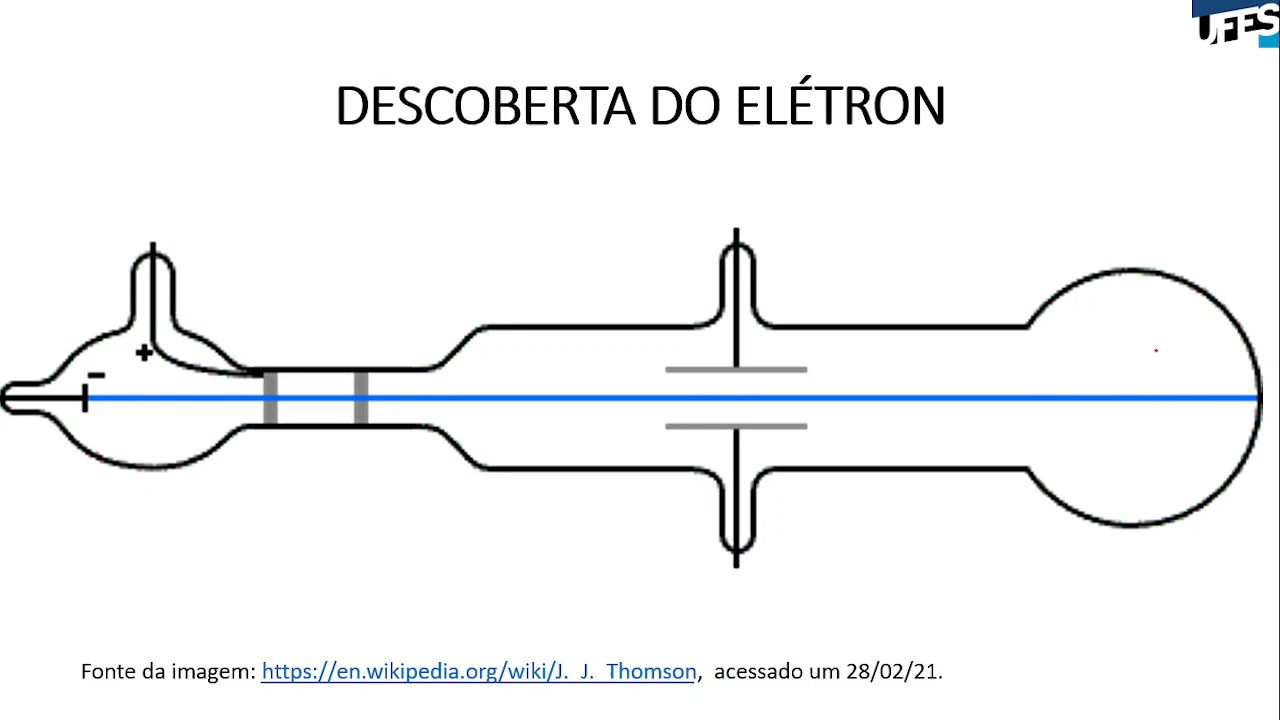 UFES
DESCOBERTA DO ELÉTRON
+
-
Fonte da imagem: https://en.wikipedia.org/wiki/J._J._Thomson, acessado um 28/02/21.